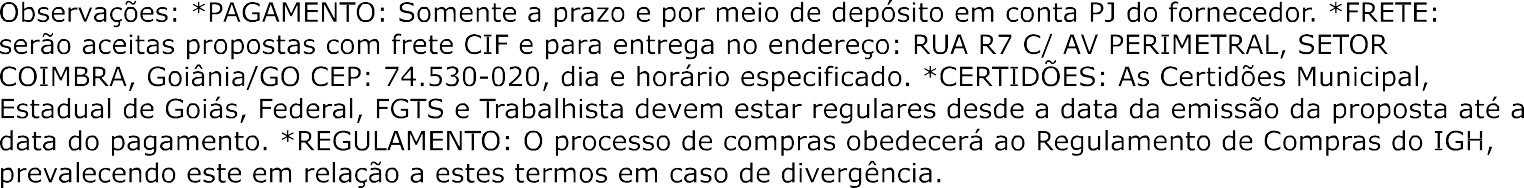 Observações: *PAGAMENTO: Somente a prazo e por meio de depósito em conta PJ do fornecedor. *FRETE:
serão aceitas propostas com frete CIF e para entrega no endereço: RUA R7 C/ AV PERIMETRAL, SETOR
COIMBRA, Goiânia/GO CEP: 74.530-020, dia e horário especificado. *CERTIDÕES: As Certidões Municipal,
Estadual de Goiás, Federal, FGTS e Trabalhista devem estar regulares desde a data da emissão da proposta até a
data do pagamento. *REGULAMENTO: O processo de compras obedecerá ao Regulamento de Compras do IGH,
prevalecendo este em relação a estes termos em caso de divergência.